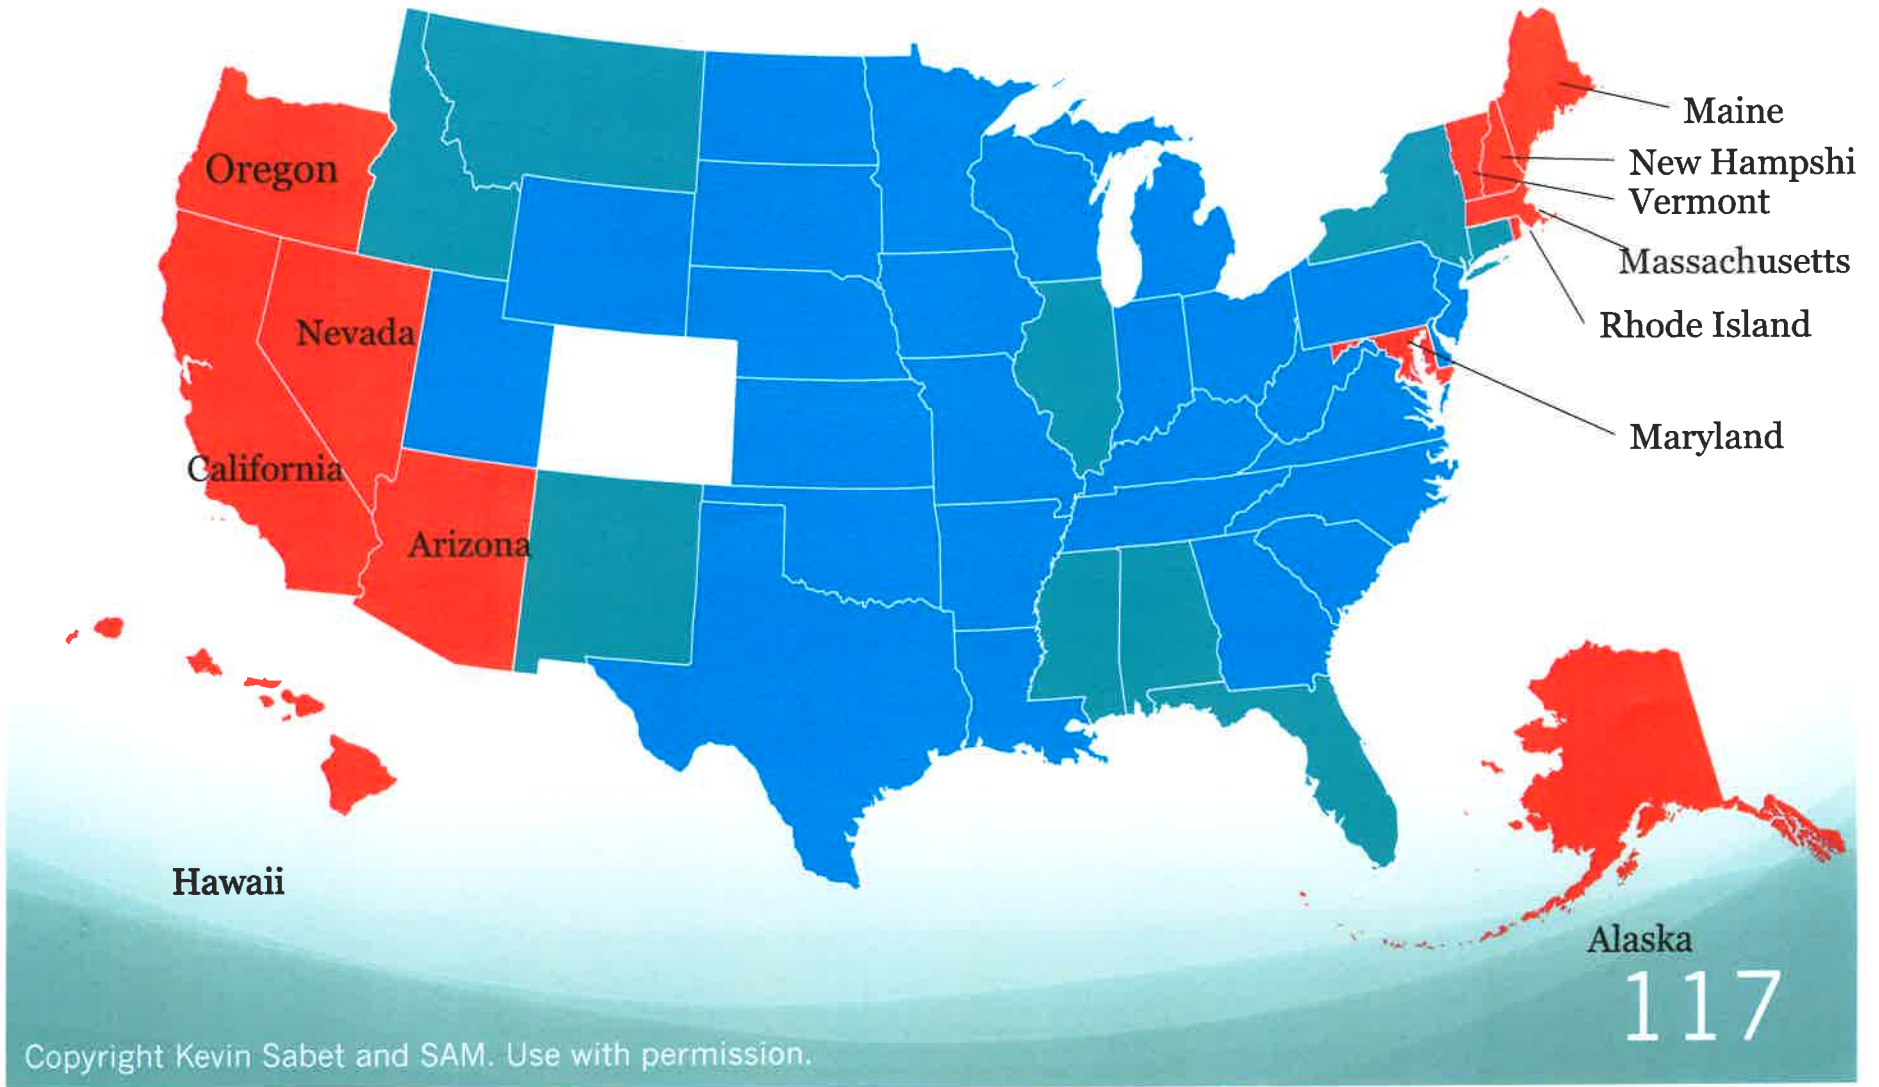 Maine
Oregon
New Hampshi
Vermont
Massachusetts
Rhode Island
Nevada
Maryland
California
Arizona
Hawaii
Alaska
117
Copyright Kevin Sabet and SAM. Use with permission.